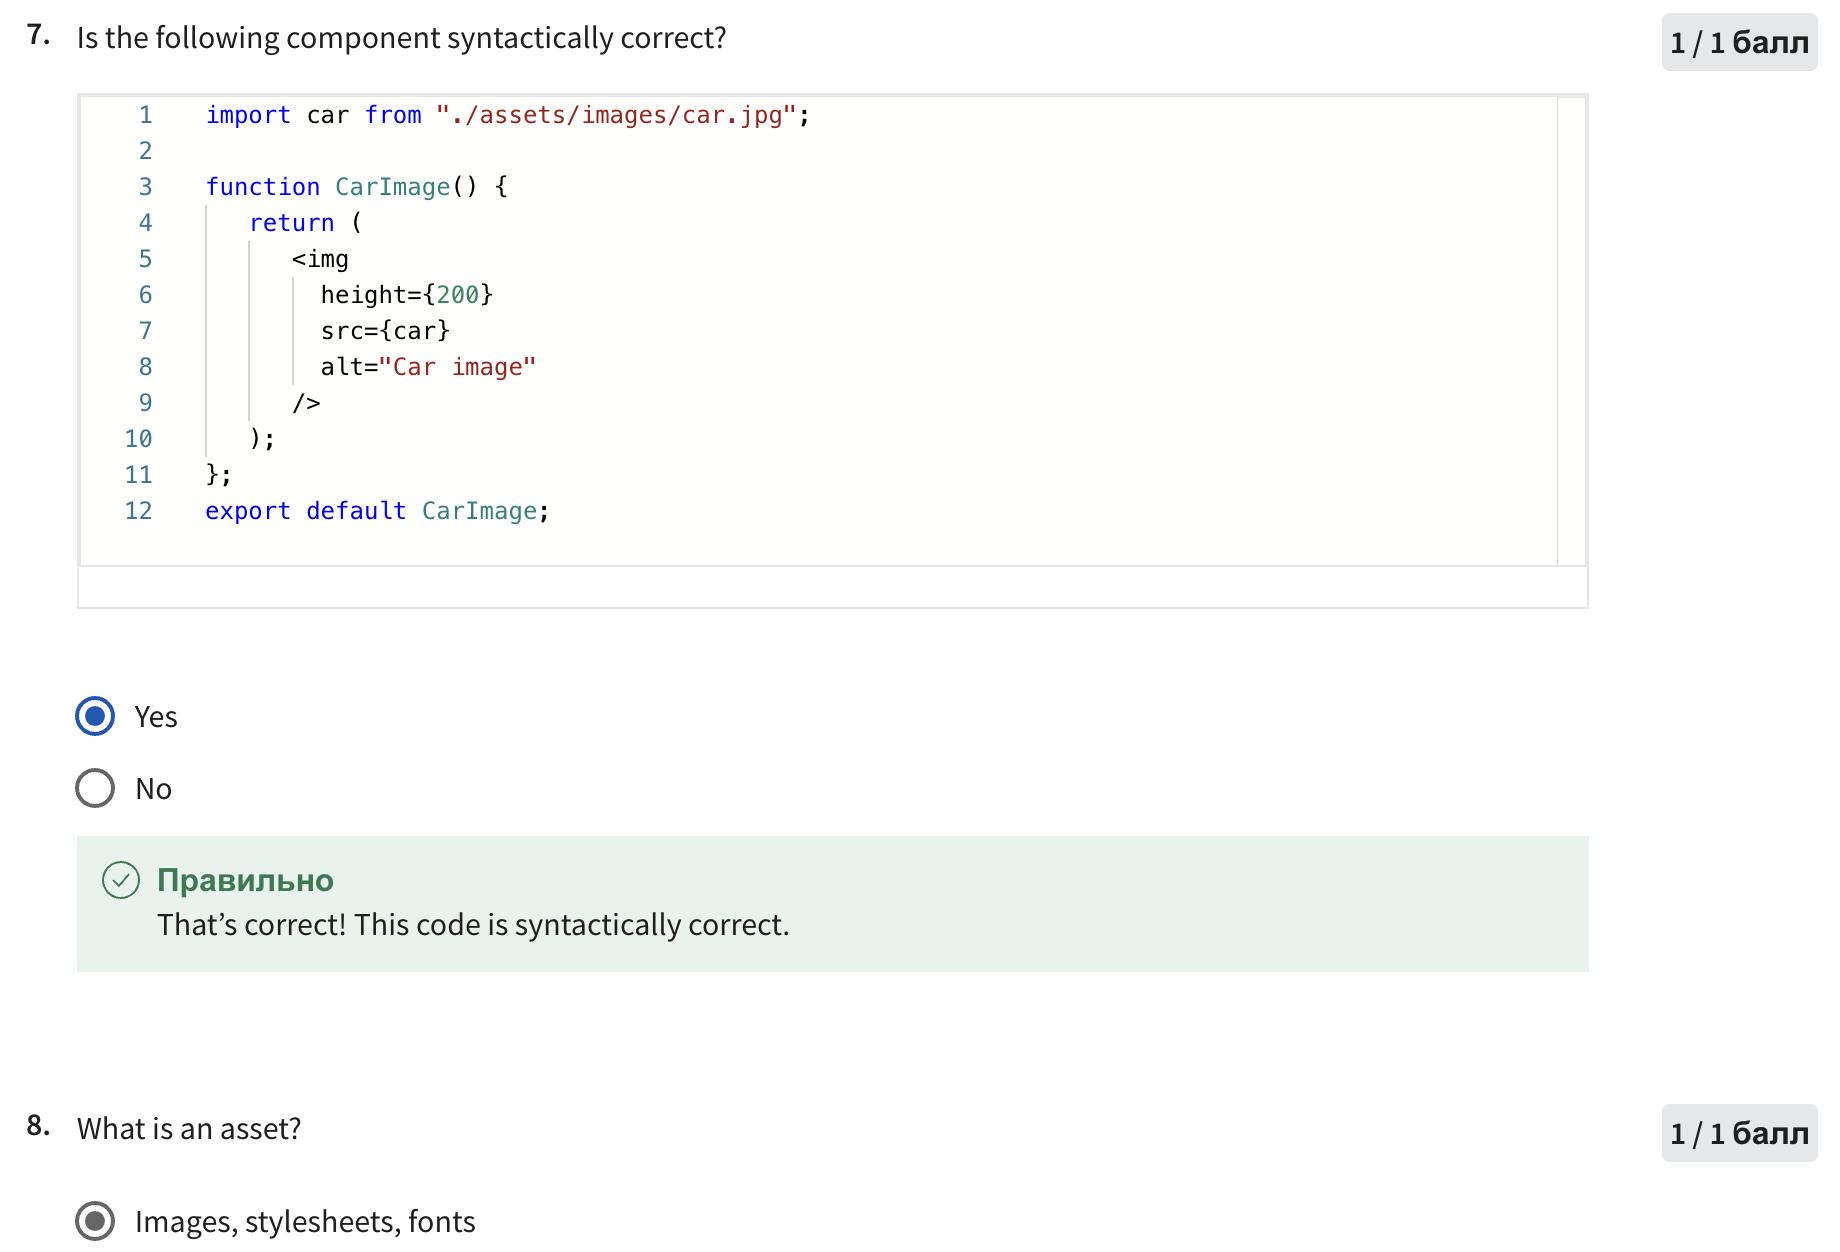 7. Is the following component syntactically correct?
1 / 1 балл
1 import car from "./assets/images/car.jpg";
2
3 function CarImage() {
4 return (
5 <img
6 height={200}
7 src={car}
8 alt="Car image"
9 />
10 );
11 };
12 export default CarImage;
Yes
No
Правильно
That’s correct! This code is syntactically correct.
8. What is an asset?
1 / 1 балл
Images, stylesheets, fonts